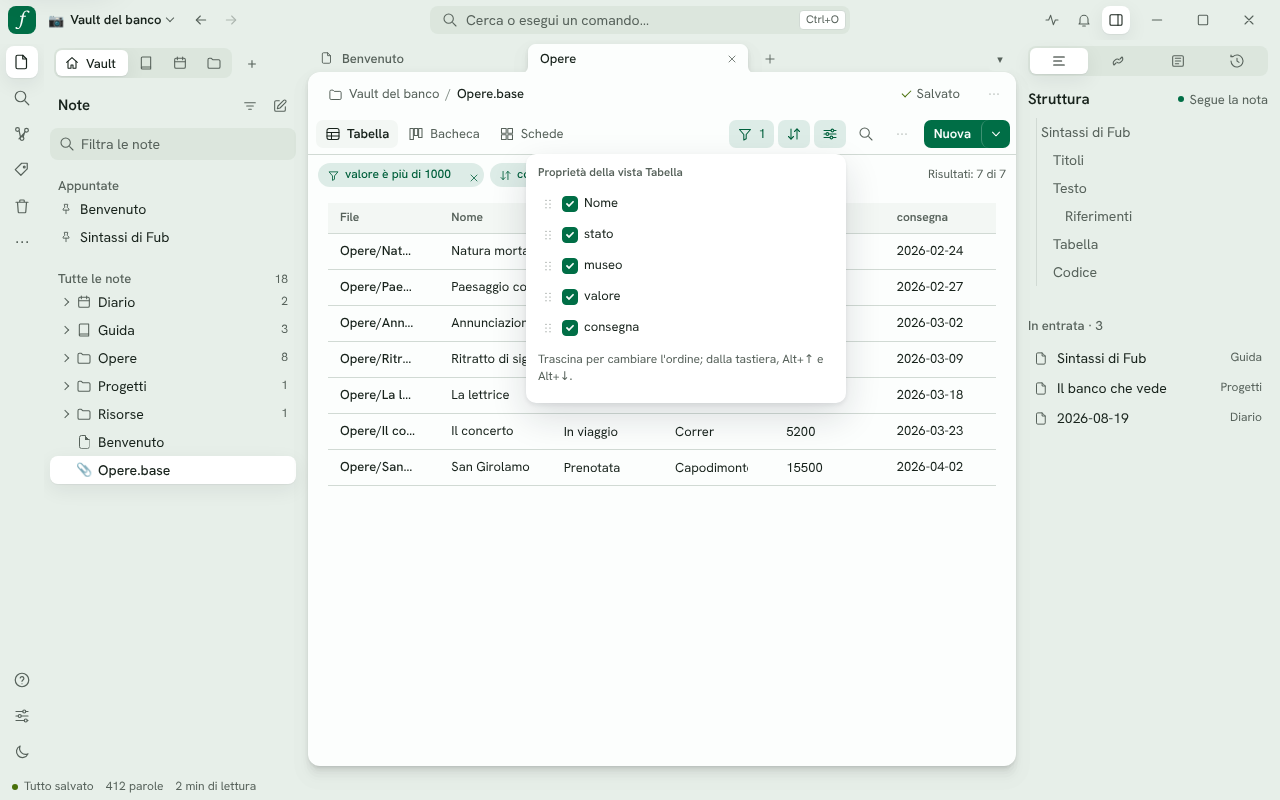 Vault del banco
Cerca o esegui un comando…
Ctrl+O
Vault
Benvenuto
Opere
Note
Filtra le note
Appuntate
Benvenuto
Sintassi di Fub
Tutte le note 18
Diario 2
Guida 3
Opere 8
Progetti 1
Risorse 1
Benvenuto
Opere.base
Vault del banco / Opere.base
Salvato
Tabella
Bacheca
Schede
1
Nuova
valore è più di 1000
Risultati: 7 di 7
File Nome consegna
Opere/Nat… 2026-02-24
Opere/Pae… 2026-02-27
Opere/Ann… 2026-03-02
Opere/Ritr… 2026-03-09
Opere/La l… La lettrice 2026-03-18
Opere/Il co… Il concerto In viaggio Correr 5200 2026-03-23
Opere/San… San Girolamo Prenotata Capodimonte 15500 2026-04-02
Proprietà della vista Tabella
Nome
stato
museo
valore
consegna
Trascina per cambiare l'ordine; dalla tastiera, Alt+↑ e
Alt+↓.
Struttura
Segue la nota
Sintassi di Fub
Titoli
Testo
Riferimenti
Tabella
Codice
In entrata · 3
Sintassi di Fub Guida
Il banco che vede Progetti
2026-08-19 Diario
Tutto salvato 412 parole 2 min di lettura